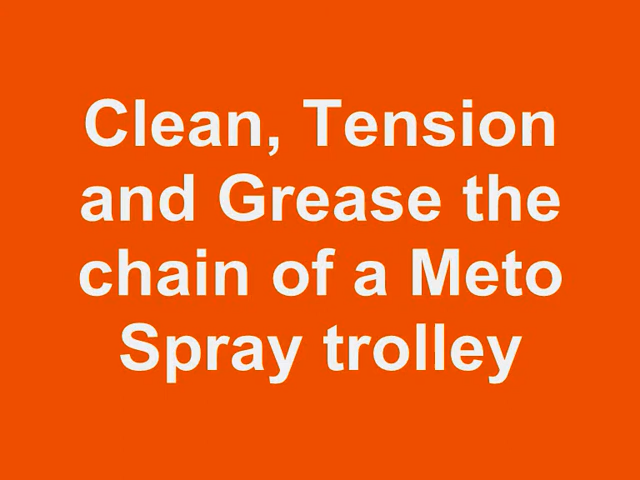 Clean, Tension
and Grease the
chain of a Meto
Spray trolley